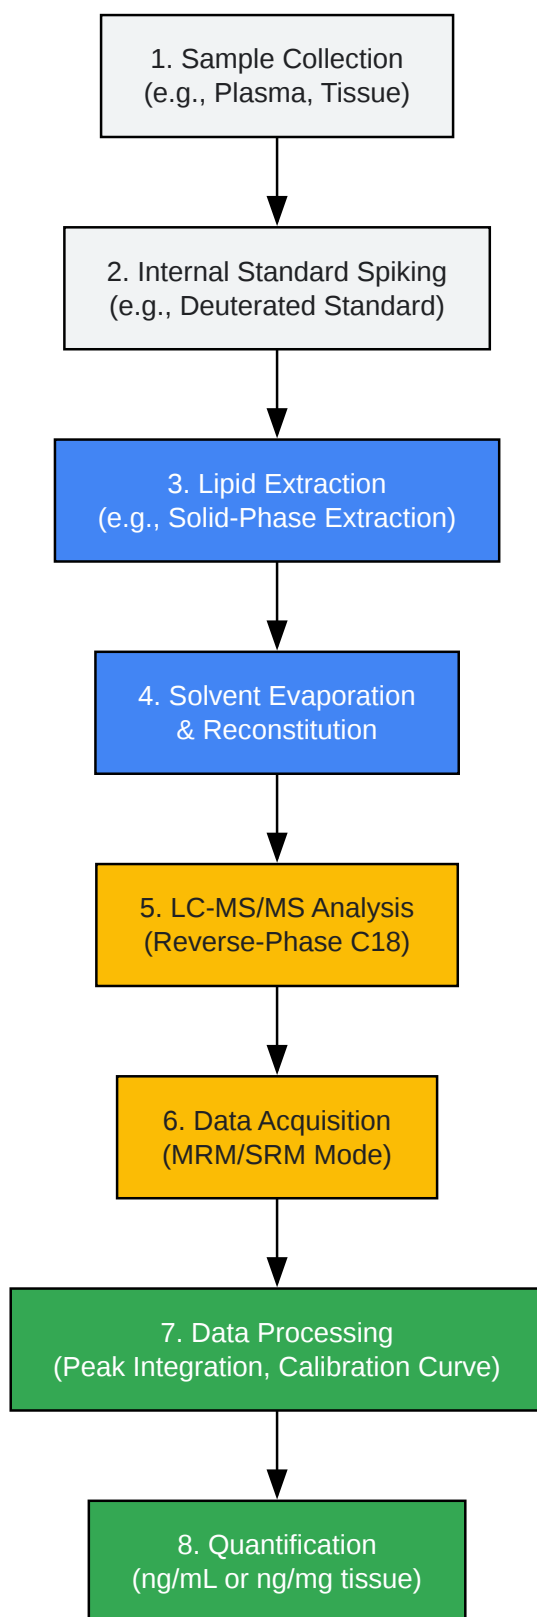 1. Sample Collection
(e.g., Plasma, Tissue)
2. Internal Standard Spiking
(e.g., Deuterated Standard)
3. Lipid Extraction
(e.g., Solid-Phase Extraction)
4. Solvent Evaporation
& Reconstitution
5. LC-MS/MS Analysis
(Reverse-Phase C18)
6. Data Acquisition
(MRM/SRM Mode)
7. Data Processing
(Peak Integration, Calibration Curve)
8. Quantification
(ng/mL or ng/mg tissue)